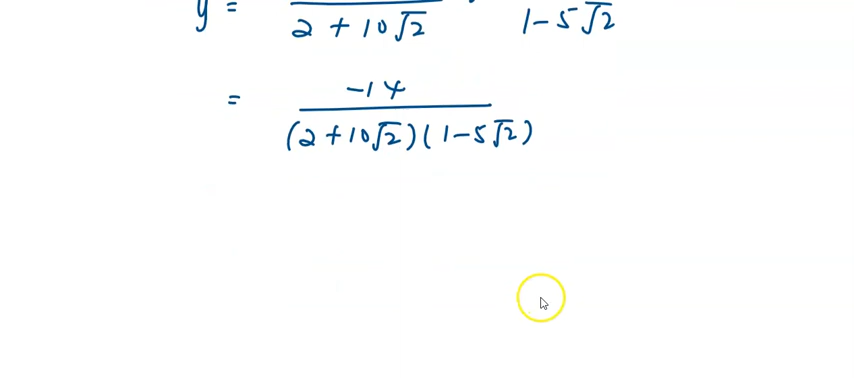 y =
2 + 10√2 1 - 5√2
= -14
(2 + 10√2)(1 - 5√2)